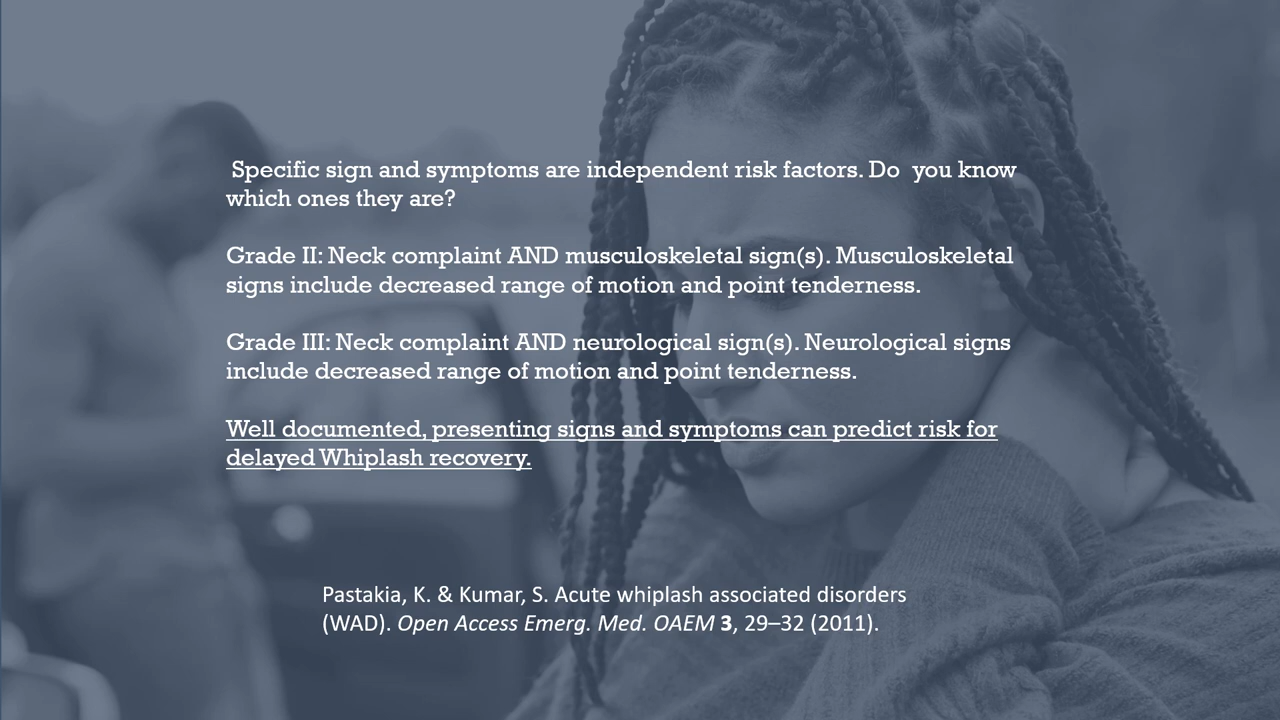 Specific sign and symptoms are independent risk factors. Do  you know
which ones they are?
Grade II: Neck complaint AND musculoskeletal sign(s). Musculoskeletal
signs include decreased range of motion and point tenderness.
Grade III: Neck complaint AND neurological sign(s). Neurological signs
include decreased range of motion and point tenderness.
Well documented, presenting signs and symptoms can predict risk for
delayed Whiplash recovery.
Pastakia, K. & Kumar, S. Acute whiplash associated disorders
(WAD). Open Access Emerg. Med. OAEM 3, 29–32 (2011).